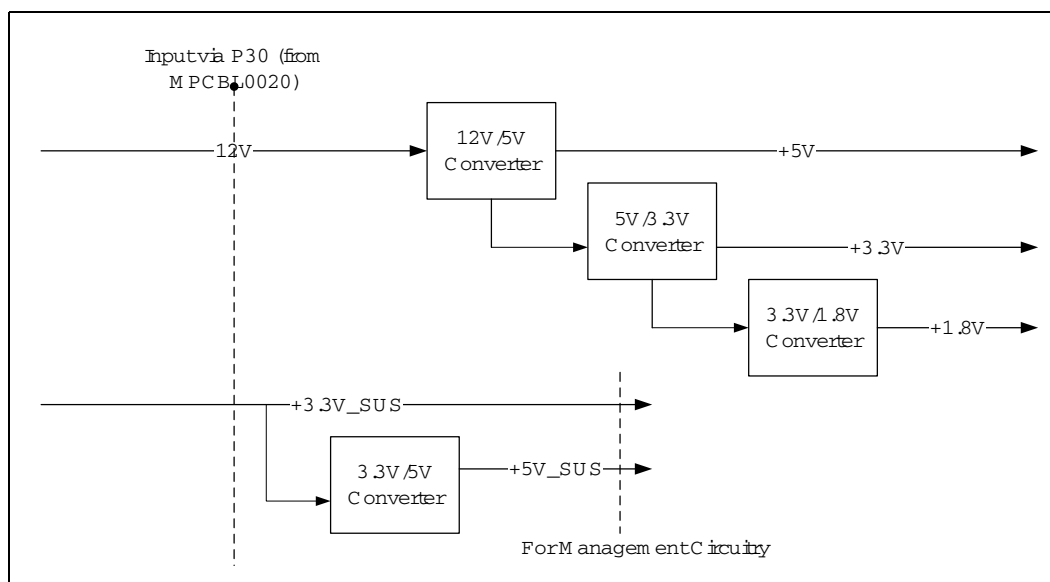 Input via P30 (from
MPCBL0020)
12V
12V/5V
Converter
+5V
5V/3.3V
Converter
+3.3V
3.3V/1.8V
Converter
+1.8V
+3.3V_SUS
3.3V/5V
Converter
+5V_SUS
For Management Circuitry